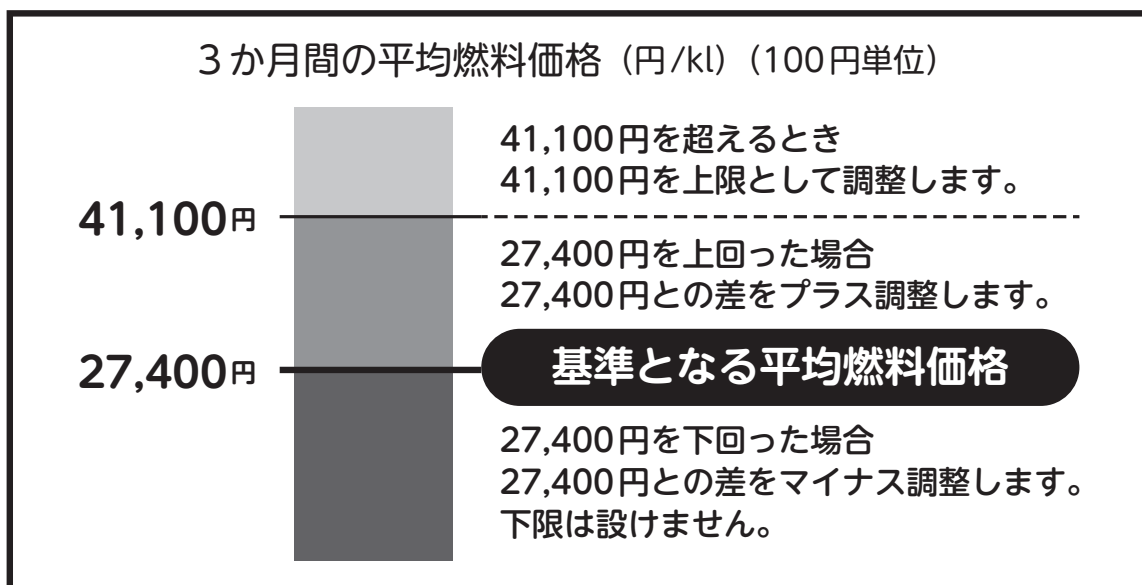 ３か月間の平均燃料価格（円/kl）（100円単位）
41,100円を超えるとき
41,100円を上限として調整します。
41,100円
27,400円を上回った場合
27,400円との差をプラス調整します。
27,400円
基準となる平均燃料価格
27,400円を下回った場合
27,400円との差をマイナス調整します。
下限は設けません。